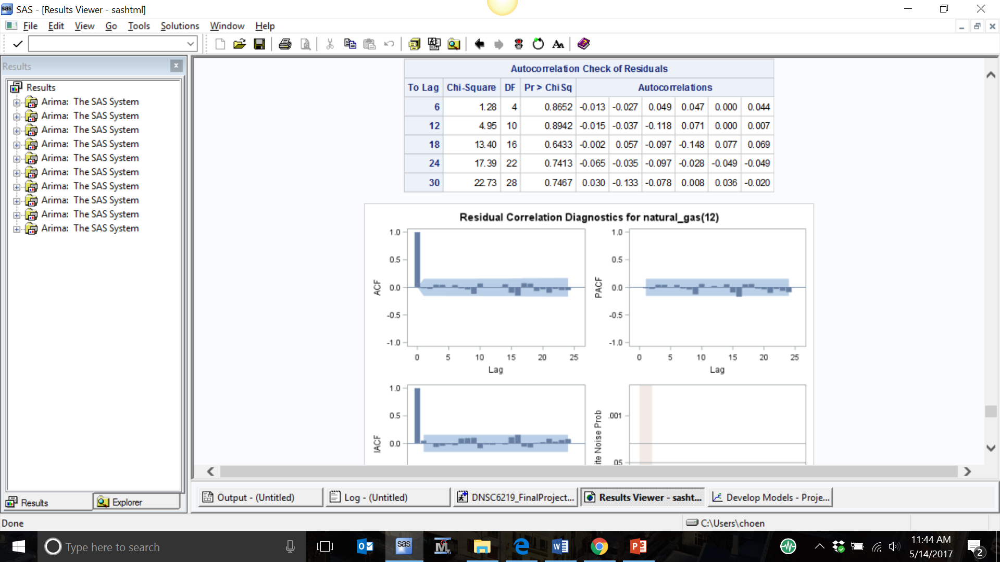 SAS - [Results Viewer - sashtml]
File Edit View Go Tools Solutions Window Help
Results
Results
Arima: The SAS System
Arima: The SAS System
Arima: The SAS System
Arima: The SAS System
Arima: The SAS System
Arima: The SAS System
Arima: The SAS System
Arima: The SAS System
Arima: The SAS System
Arima: The SAS System
Results Explorer
Autocorrelation Check of Residuals
To Lag Chi-Square DF Pr > ChiSq Autocorrelations
6 1.28 4 0.8652 -0.013 -0.027 0.049 0.047 0.000 0.044
12 4.95 10 0.8942 -0.015 -0.037 -0.118 0.071 0.000 0.007
18 13.40 16 0.6433 -0.002 0.057 -0.097 -0.148 0.077 0.069
24 17.39 22 0.7413 -0.065 -0.035 -0.097 -0.028 -0.049 -0.049
30 22.73 28 0.7467 0.030 -0.133 -0.078 0.008 0.036 -0.020
Residual Correlation Diagnostics for natural_gas(12)
ACF
1.0
0.5
0.0
-0.5
-1.0
0 5 10 15 20 25
Lag
PACF
1.0
0.5
0.0
-0.5
-1.0
0 5 10 15 20 25
Lag
IACF
1.0
0.5
0.0
ite Noise Prob
.001
.05
Output - (Untitled) Log - (Untitled) DNSC6219_FinalProject... Results Viewer - sasht... Develop Models - Proje...
Done C:\Users\choen
Type here to search
11:44 AM
5/14/2017
2